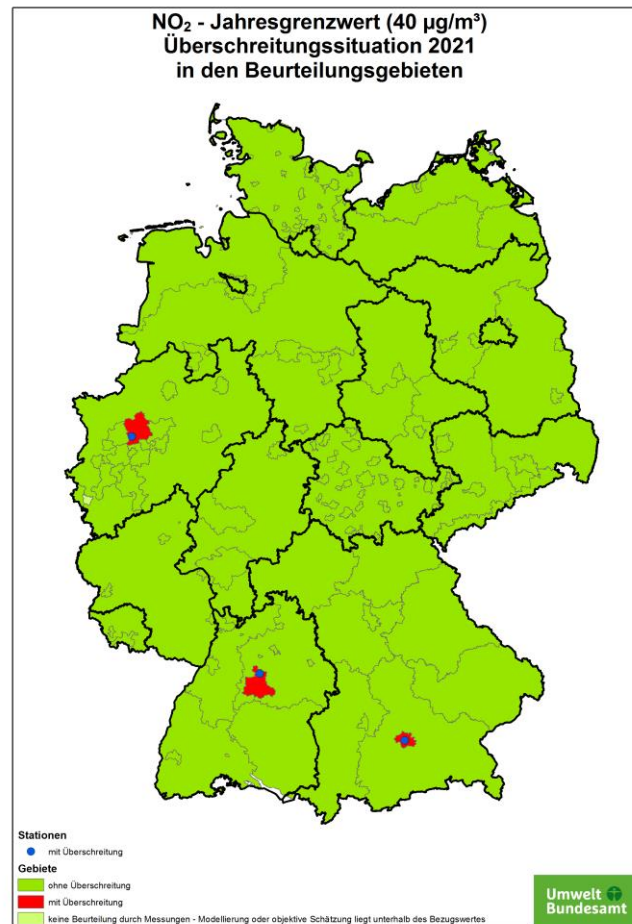 NO₂ - Jahresgrenzwert (40 µg/m³)
Überschreitungssituation 2021
in den Beurteilungsgebieten
Stationen
mit Überschreitung
Gebiete
ohne Überschreitung
mit Überschreitung
keine Beurteilung durch Messungen - Modellierung oder objektive Schätzung liegt unterhalb des Bezugswertes
Umwelt
Bundesamt